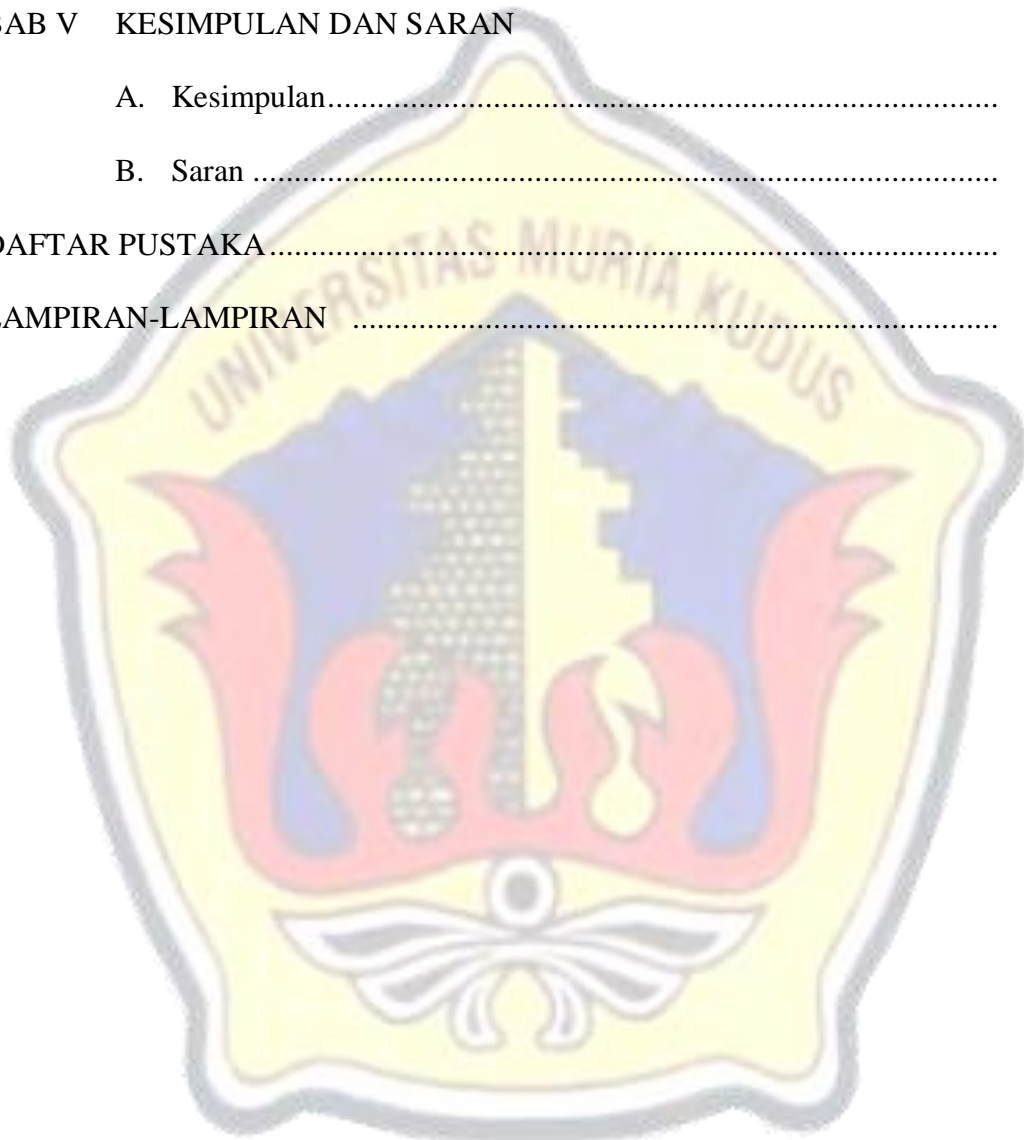 BAB V KESIMPULAN DAN SARAN
A. Kesimpulan.................................................................................
B. Saran ..........................................................................................
DAFTAR PUSTAKA........................................................................................
LAMPIRAN-LAMPIRAN ..............................................................................
UNIVERSITAS MURIA KUDUS